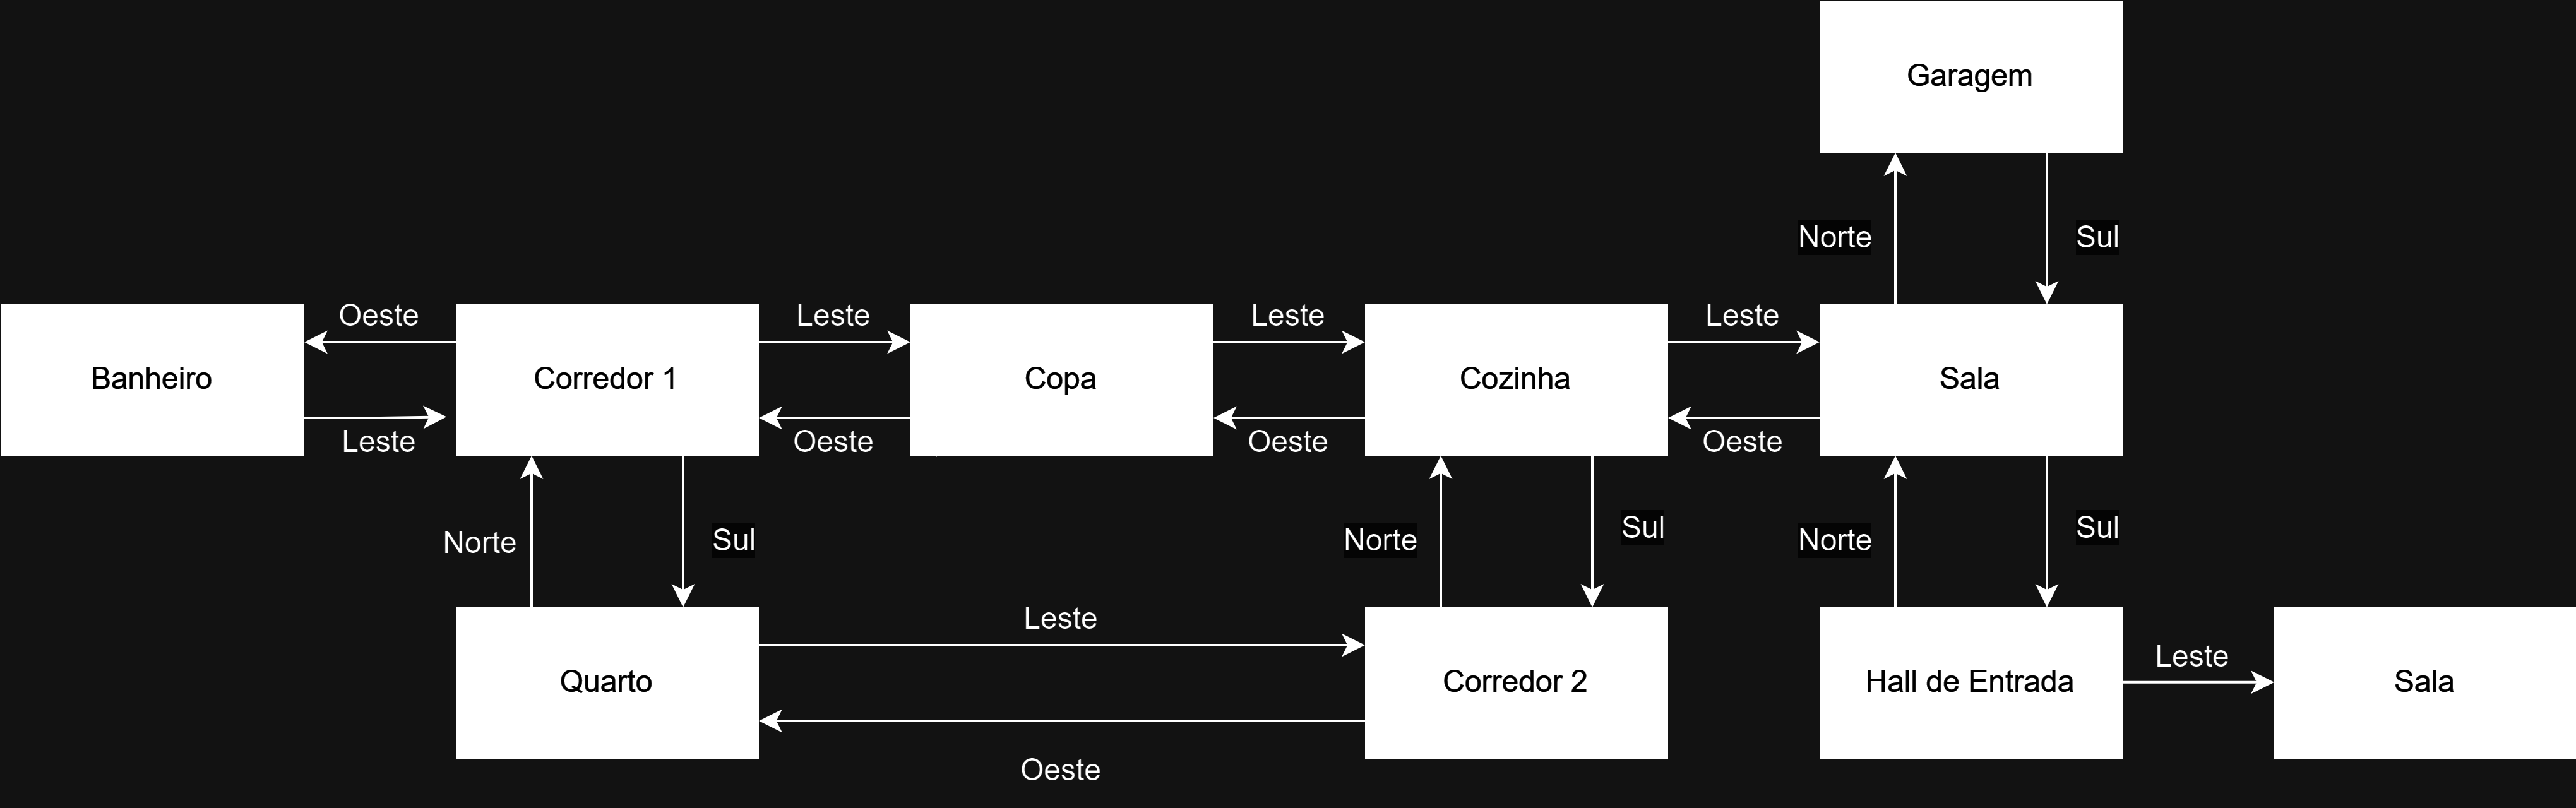 Garagem
Norte
Sul
Oeste
Leste
Leste
Leste
Banheiro
Corredor 1
Copa
Cozinha
Sala
Leste
Oeste
Oeste
Oeste
Norte
Sul
Norte
Sul
Norte
Sul
Leste
Leste
Quarto
Corredor 2
Hall de Entrada
Sala
Oeste